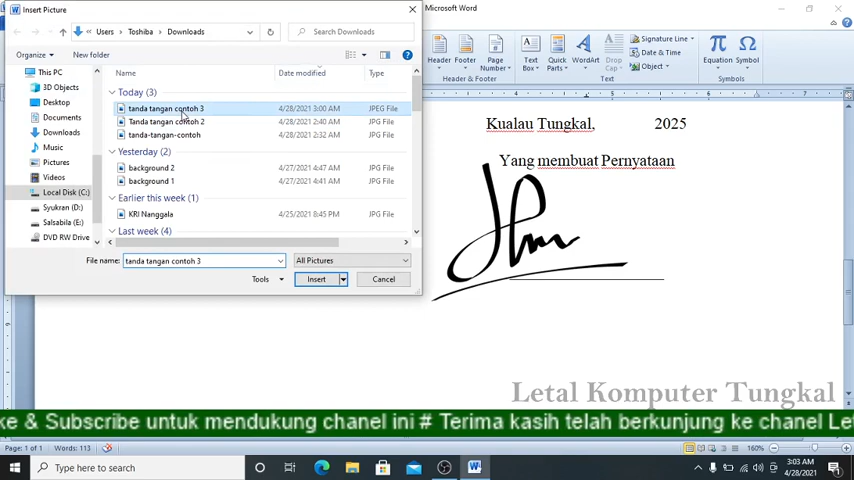 Insert Picture
Microsoft Word
Users
Toshiba
Downloads
Search Downloads
Organize
New folder
This PC
3D Objects
Desktop
Documents
Downloads
Music
Pictures
Videos
Local Disk (C:)
Syukran (D:)
Salsabila (E:)
DVD RW Drive
Name Date modified Type
Today (3)
tanda tangan contoh 3 4/28/2021 3:00 AM JPEG File
Tanda tangan contoh 2 4/28/2021 2:40 AM JPG File
tanda-tangan-contoh 4/28/2021 2:32 AM JPG File
Yesterday (2)
background 2 4/27/2021 4:47 AM JPG File
background 1 4/27/2021 4:41 AM JPG File
Earlier this week (1)
KRI Nanggala 4/25/2021 8:45 PM JPG File
Last week (4)
File name: tanda tangan contoh 3 All Pictures
Tools Insert Cancel
Header Footer Page Number
Header & Footer
Text Box
Quick Parts
WordArt
Drop Cap
Signature Line
Date & Time
Object
Text
Equation Symbol
Symbols
Kualau Tungkal, 2025
Yang membuat Pernyataan
Letal Komputer Tungkal
ke & Subscribe untuk mendukung chanel ini # Terima kasih telah berkunjung ke chanel Let
Page: 1 of 1 Words: 113 160%
Type here to search
3:03 AM
4/28/2021